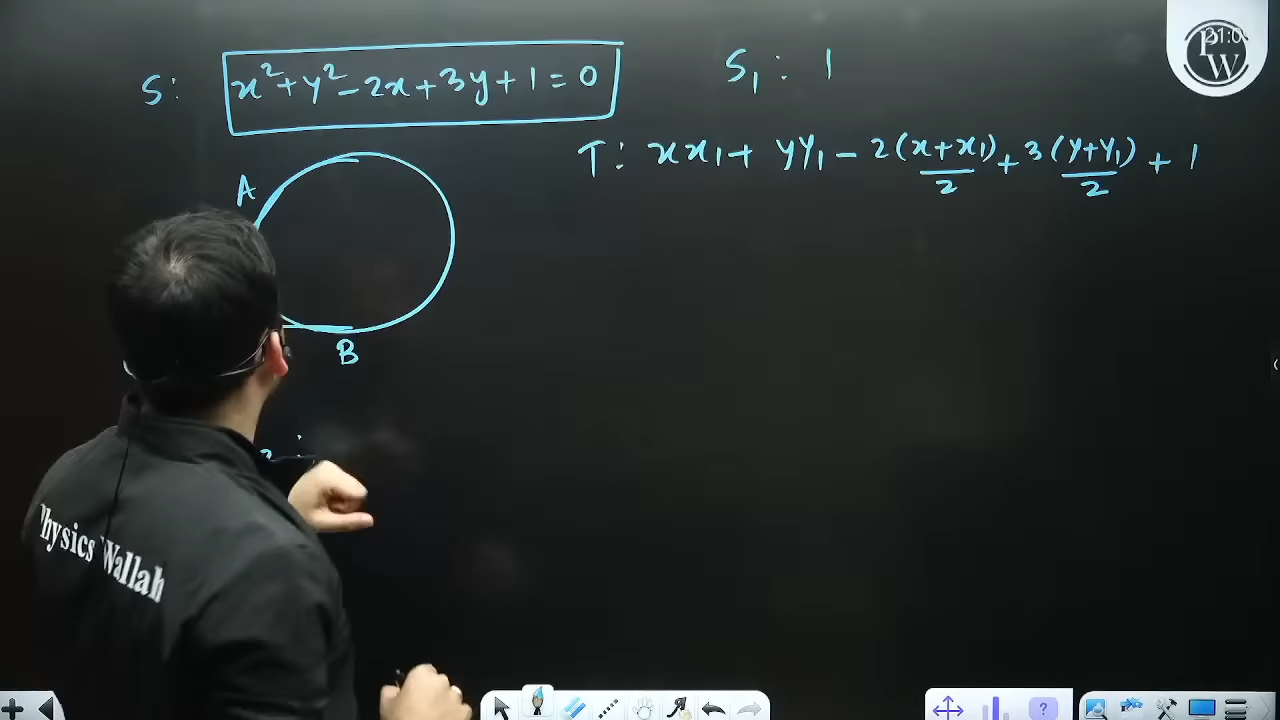 S: x² + y² - 2x + 3y + 1 = 0
S₁ : 1
T: xx₁ + yy₁ - 2(x+x₁)/2 + 3(y+y₁)/2 + 1
A
B
Physics Wallah
PW